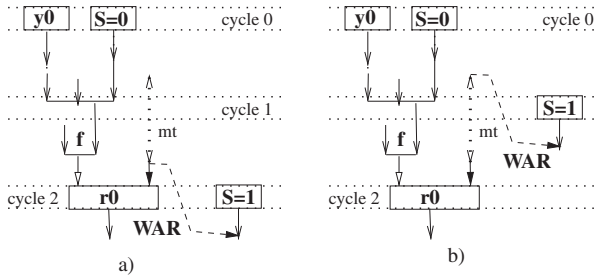 y0 S=0 cycle 0
cycle 1
f mt
cycle 2 r0 S=1
WAR
a)
y0 S=0 cycle 0
S=1
f mt
WAR
cycle 2 r0
b)